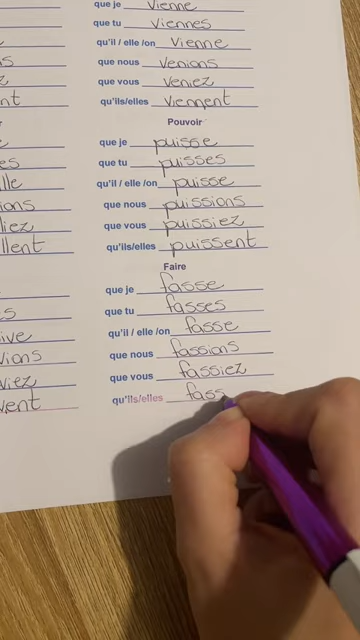 que je vienne
que tu viennes
qu'il / elle /on vienne
que nous venions
que vous veniez
qu'ils/elles viennent
Pouvoir
que je puisse
que tu puisses
qu'il / elle /on puisse
que nous puissions
que vous puissiez
qu'ils/elles puissent
Faire
que je fasse
que tu fasses
qu'il / elle /on fasse
que nous fassions
que vous fassiez
qu'ils/elles fass